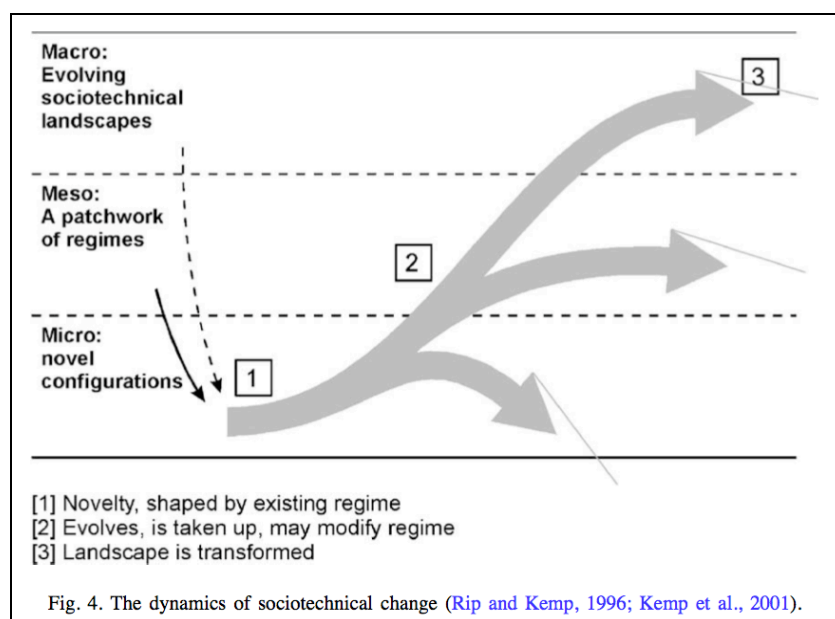 Macro:
Evolving
sociotechnical
landscapes
3
Meso:
A patchwork
of regimes
2
Micro:
novel
configurations
1
[1] Novelty, shaped by existing regime
[2] Evolves, is taken up, may modify regime
[3] Landscape is transformed
Fig. 4. The dynamics of sociotechnical change (Rip and Kemp, 1996; Kemp et al., 2001).